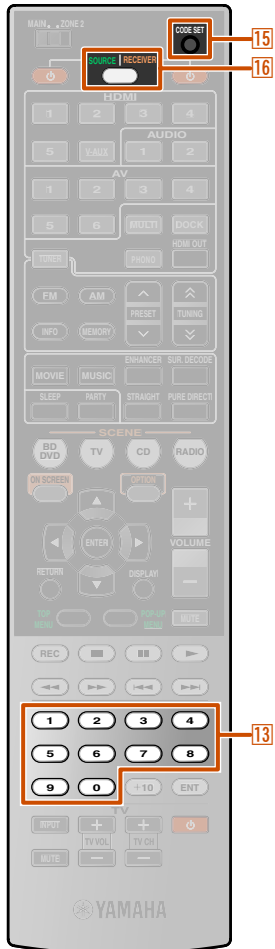 MAIN ZONE 2
CODE SET
15
SOURCE | RECEIVER
16
HDMI
1 2 3 4
AUDIO
5 V-AUX 1 2
AV
1 2 3 4
5 6 MULTI DOCK
HDMI OUT
TUNER PHONO
FM AM PRESET TUNING
INFO MEMORY
ENHANCER SUR. DECODE
MOVIE MUSIC
SLEEP PARTY STRAIGHT PURE DIRECT
SCENE
BD DVD TV CD RADIO
ON SCREEN OPTION
ENTER
VOLUME
RETURN DISPLAY
TOP MENU POP-UP MENU MUTE
REC
1 2 3 4
13
5 6 7 8
9 0 +10 ENT
TV
INPUT TV VOL TV CH
MUTE
YAMAHA